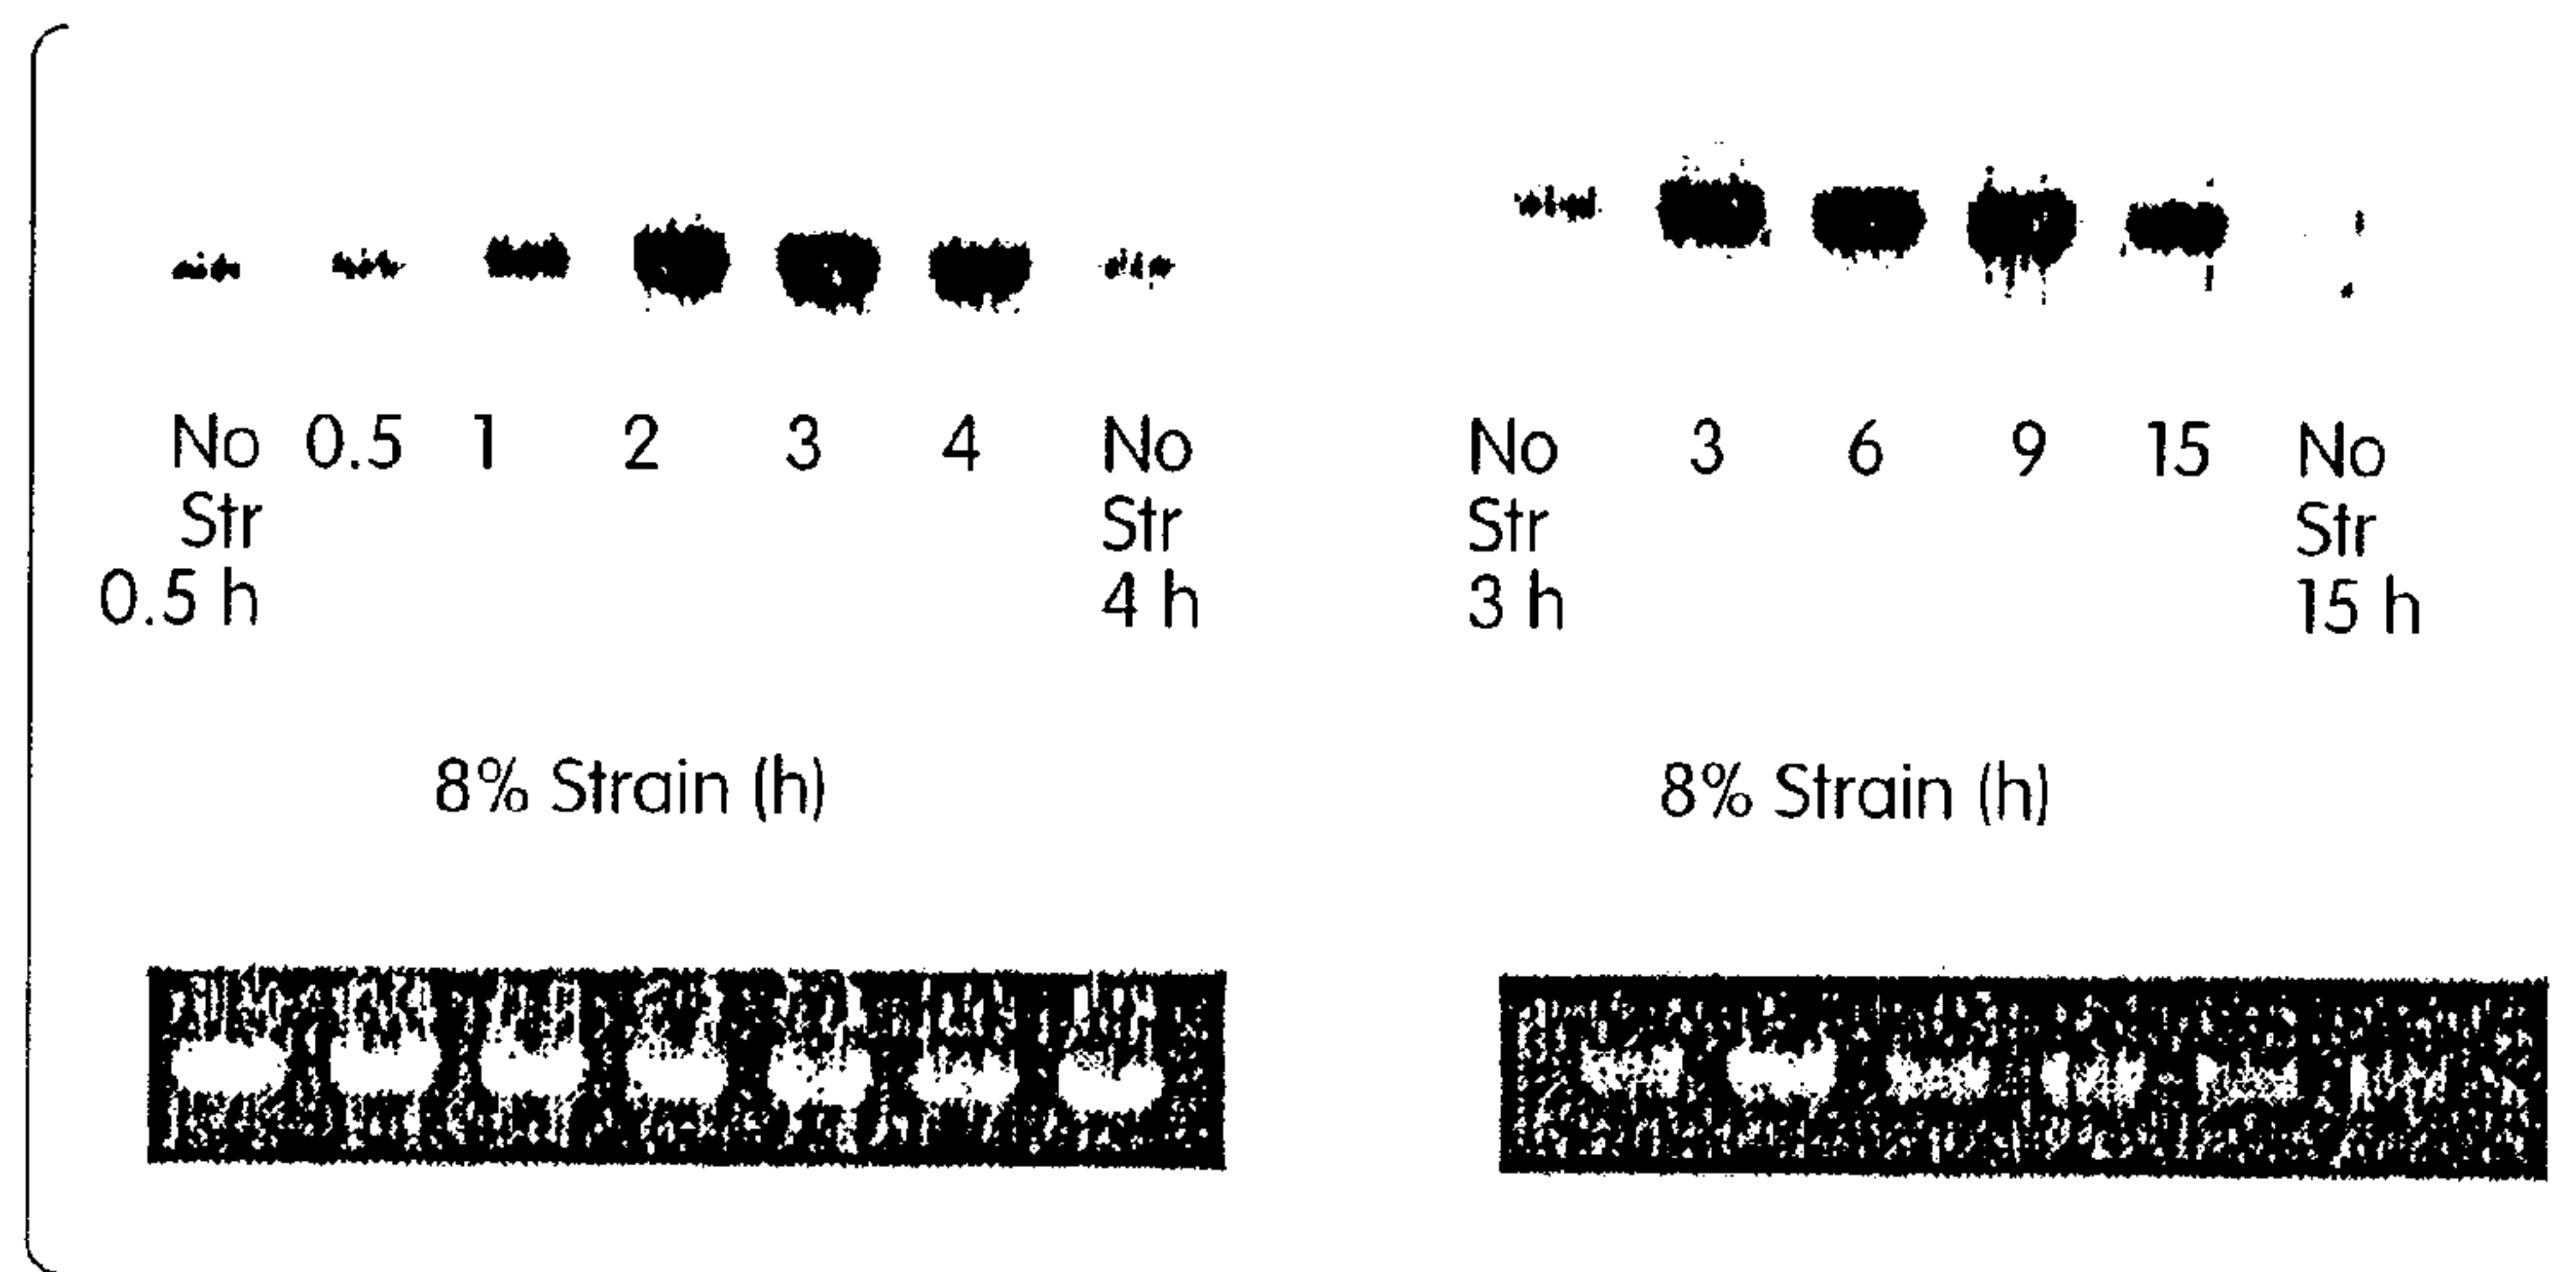 No 0.5 1 2 3 4 No
Str Str
0.5 h 4 h
8% Strain (h)
No 3 6 9 15 No
Str Str
3 h 15 h
8% Strain (h)